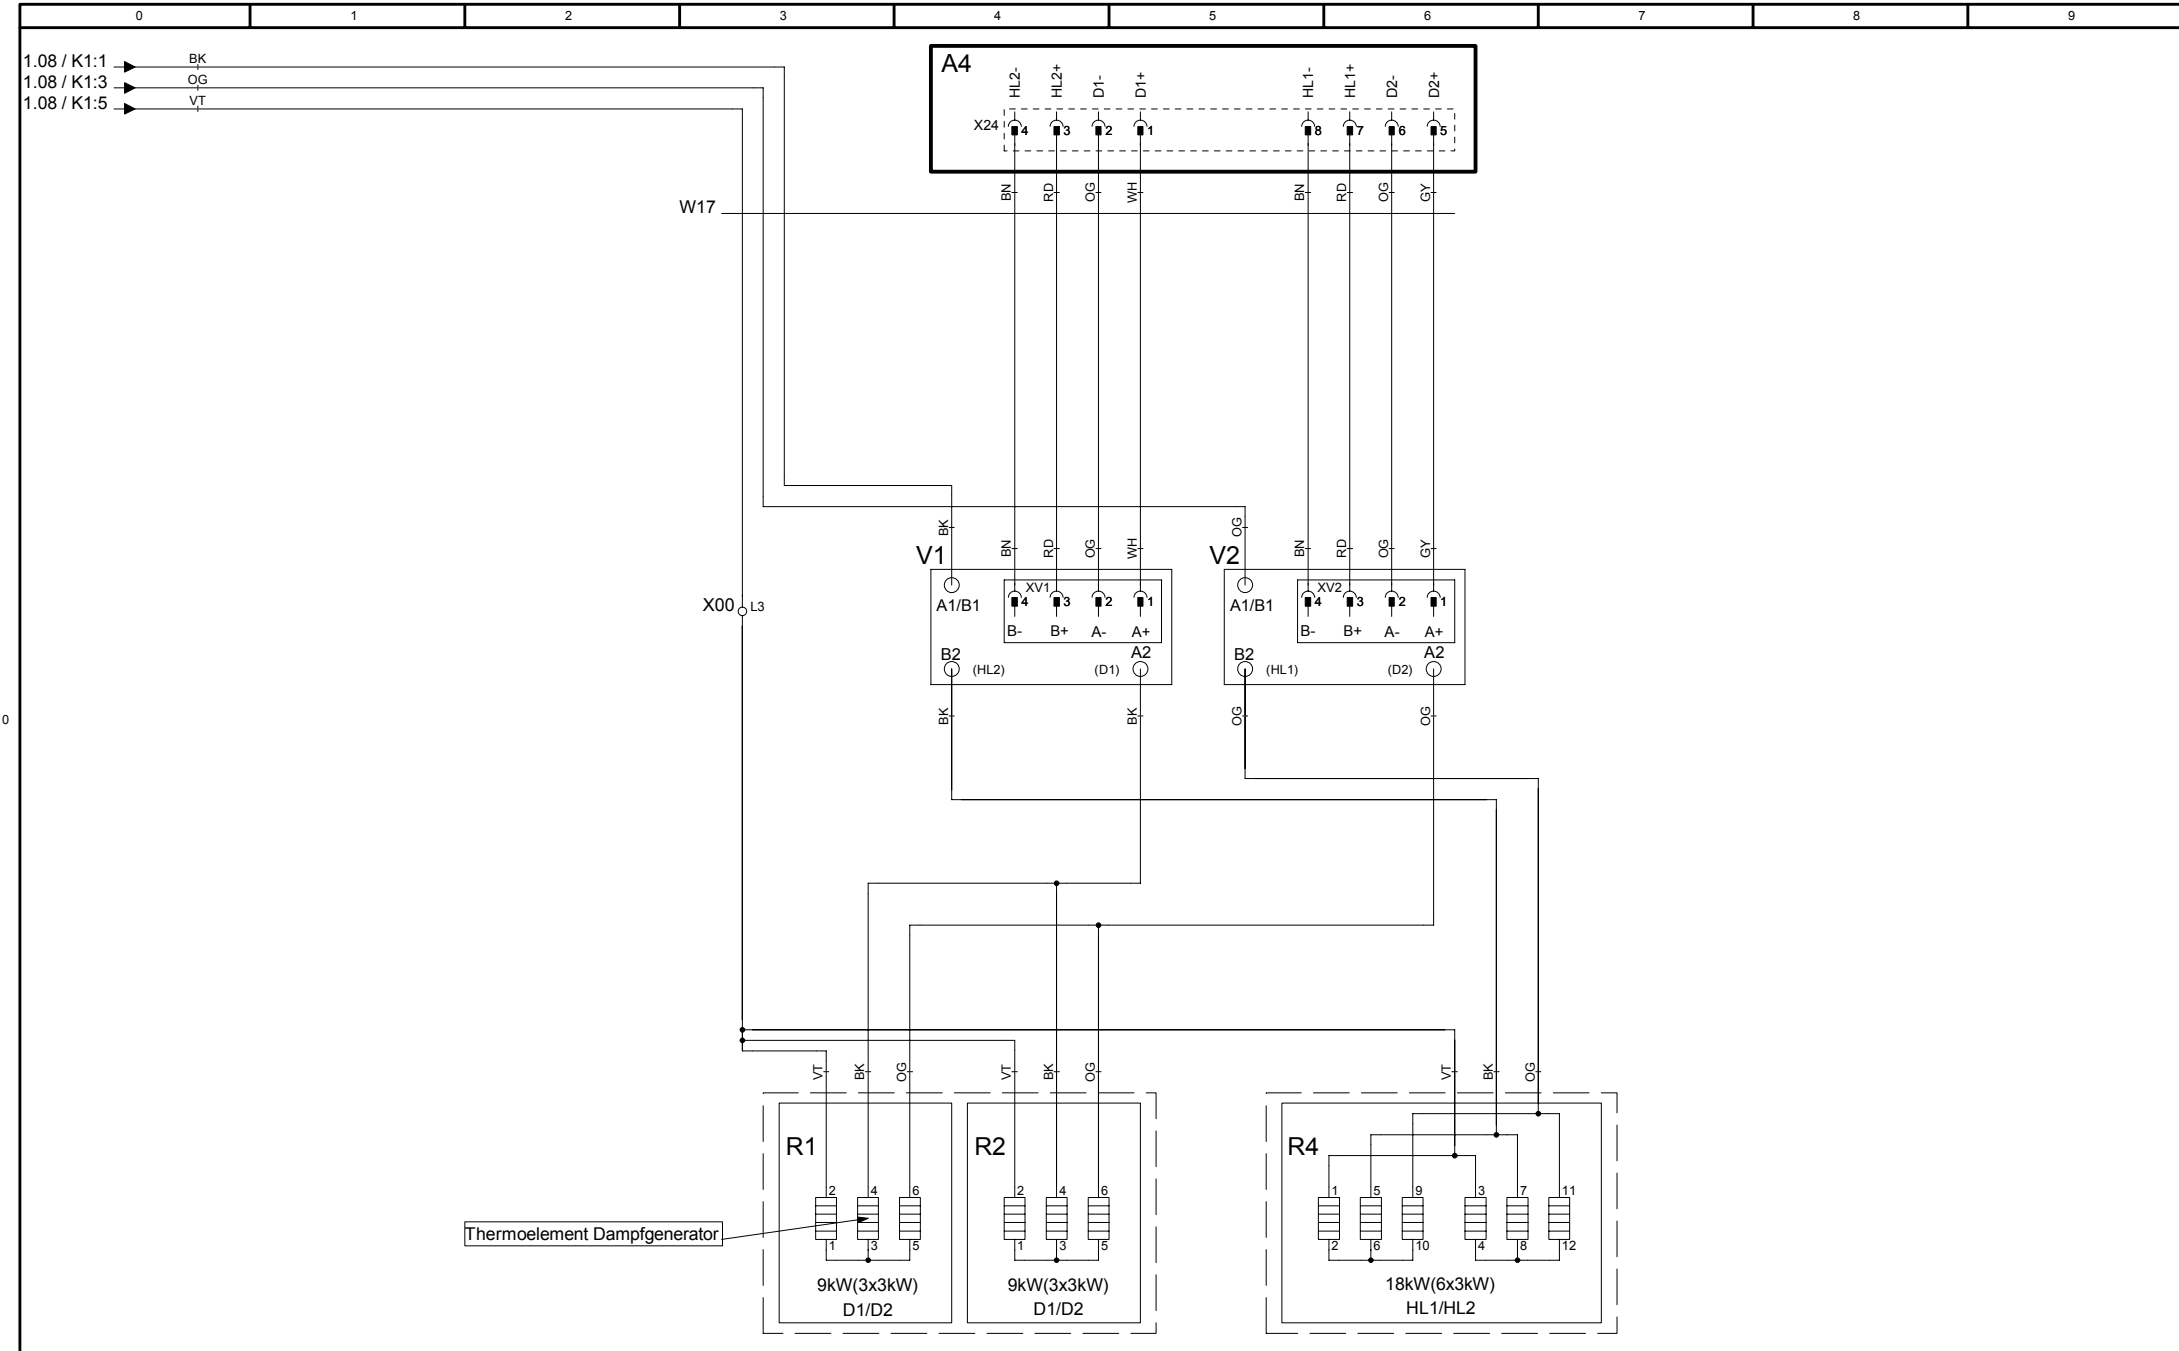 0 1 2 3 4 5 6 7 8 9
1.08 / K1:1 BK
1.08 / K1:3 OG
1.08 / K1:5 VT
A4
HL2- HL2+ D1- D1+ HL1- HL1+ D2- D2+
X24 4 3 2 1 8 7 6 5
BN RD OG WH BN RD OG GY
W17
BK OG
BN RD OG WH BN RD OG GY
V1 V2
XV1 XV2
4 3 2 1 4 3 2 1
A1/B1 A1/B1
X00 L3
B- B+ A- A+ B- B+ A- A+
B2 (HL2) (D1) A2 B2 (HL1) (D2) A2
BK BK OG OG
0
VT BK OG VT BK OG VT BK OG
R1 R2 R4
2 4 6 2 4 6 1 5 9 3 7 11
Thermoelement Dampfgenerator
1 3 5 1 3 5 2 6 10 4 8 12
9kW(3x3kW) 9kW(3x3kW) 18kW(6x3kW)
D1/D2 D1/D2 HL1/HL2